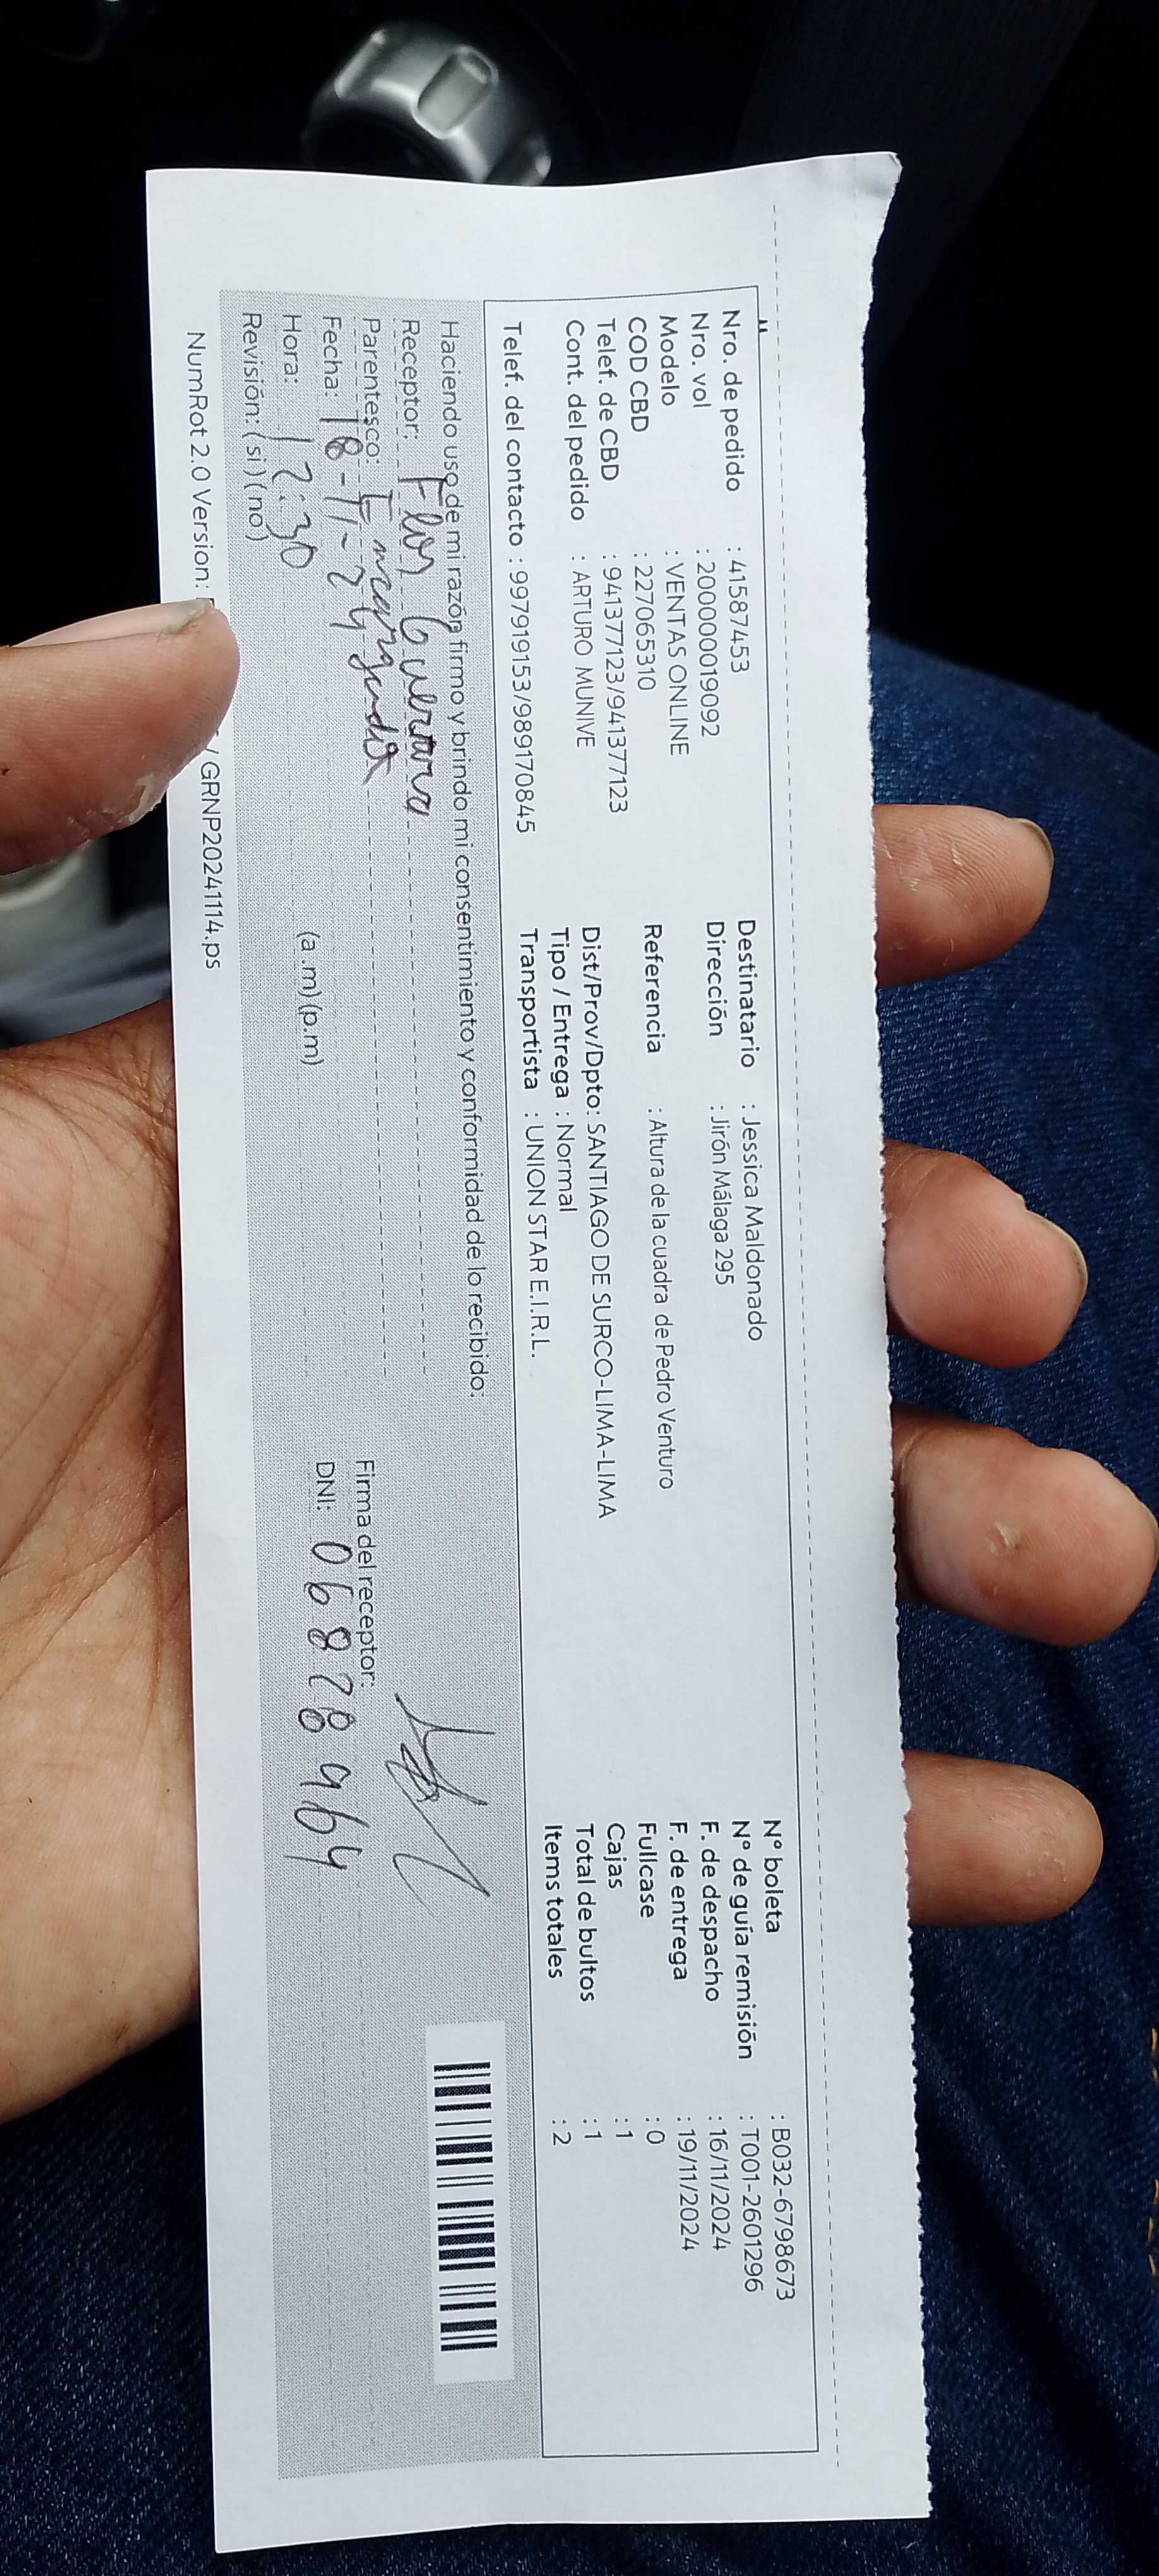 Nro. de pedido : 41587453
Nro. vol : 200000019092
Modelo : VENTAS ONLINE
COD CBD : 227065310
Telef. de CBD : 941377123/941377123
Cont. del pedido : ARTURO MUNIVE
Telef. del contacto : 997919153/989170845
Destinatario : Jessica Maldonado
Dirección : Jirón Málaga 295
Referencia : Altura de la cuadra de Pedro Venturo
Dist/Prov/Dpto: SANTIAGO DE SURCO-LIMA-LIMA
Tipo / Entrega : Normal
Transportista : UNION STAR E.I.R.L.
N° boleta : B032-6798673
N° de guía remisión : T001-2601296
F. de despacho : 16/11/2024
F. de entrega : 19/11/2024
Fullcase : 0
Cajas : 1
Total de bultos : 1
Items totales : 2
Haciendo uso de mi razón firmo y brindo mi consentimiento y conformidad de lo recibido:
Receptor: Flor Guevara
Parentesco: Encargada
Fecha: 18-11-24
Hora: 12:30 (a.m) (p.m)
Revisión: ( si ) ( no )
Firma del receptor:
DNI: 06878964
NumRot 2.0 Version: / GRNP20241114.ps